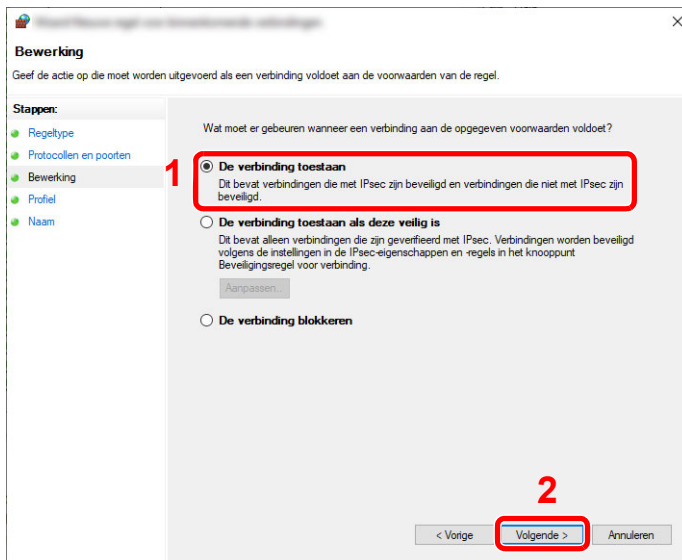 Bewerking
Geef de actie op die moet worden uitgevoerd als een verbinding voldoet aan de voorwaarden van de regel.
Stappen:
Regeltype
Protocollen en poorten
Bewerking
Profiel
Naam
Wat moet er gebeuren wanneer een verbinding aan de opgegeven voorwaarden voldoet?
1
De verbinding toestaan
Dit bevat verbindingen die met IPsec zijn beveiligd en verbindingen die niet met IPsec zijn
beveiligd.
De verbinding toestaan als deze veilig is
Dit bevat alleen verbindingen die zijn geverifieerd met IPsec. Verbindingen worden beveiligd
volgens de instellingen in de IPsec-eigenschappen en -regels in het knooppunt
Beveiligingsregel voor verbinding.
Aanpassen...
De verbinding blokkeren
2
< Vorige
Volgende >
Annuleren